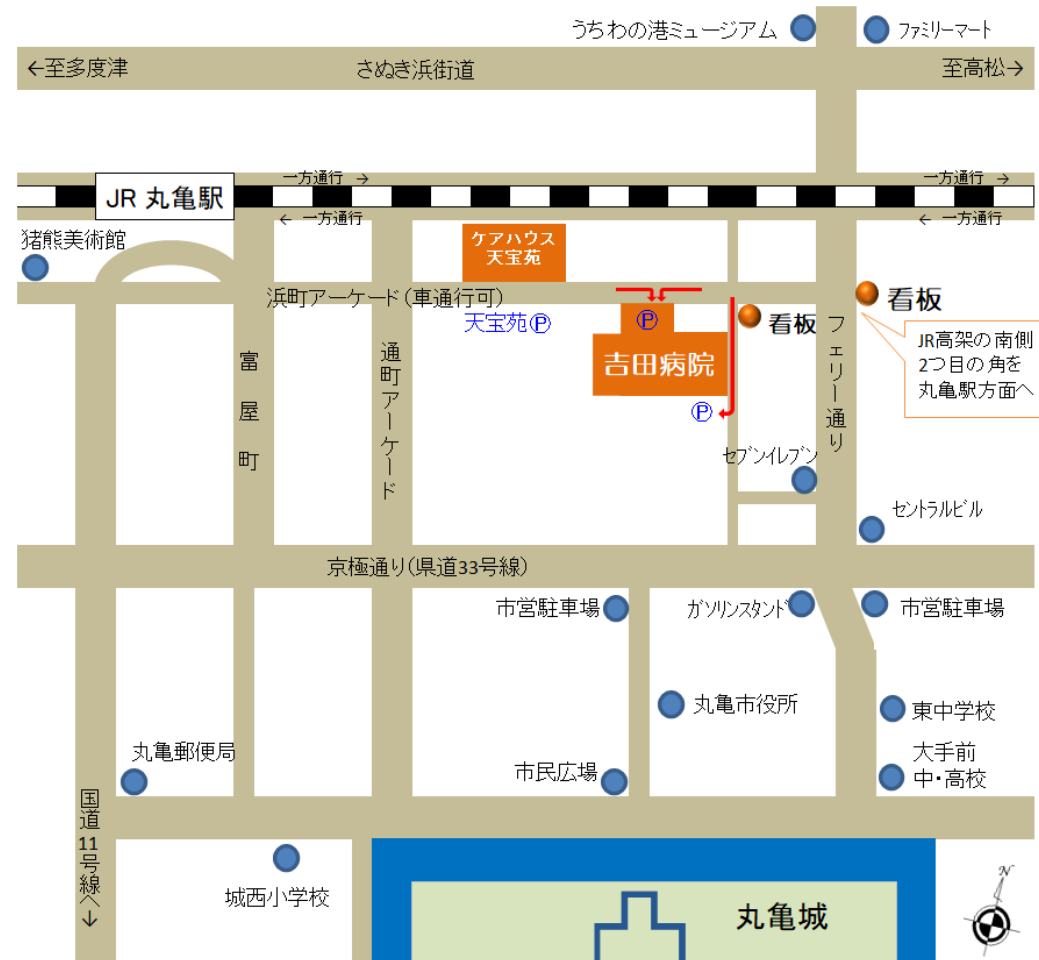 うちわの港ミュージアム
ファミリーマート
←至多度津
さぬき浜街道
至高松→
一方通行 →
一方通行 →
JR 丸亀駅
← 一方通行
← 一方通行
猪熊美術館
ケアハウス
天宝苑
浜町アーケード(車通行可)
天宝苑Ⓟ
Ⓟ
看板
看板
吉田病院
Ⓟ
JR高架の南側
2つ目の角を
丸亀駅方面へ
富屋町
通町アーケード
フェリー通り
セブンイレブン
セントラルビル
京極通り(県道33号線)
市営駐車場
ガソリンスタンド
市営駐車場
丸亀市役所
東中学校
丸亀郵便局
市民広場
大手前
中・高校
国道11号線へ↓
城西小学校
丸亀城
N